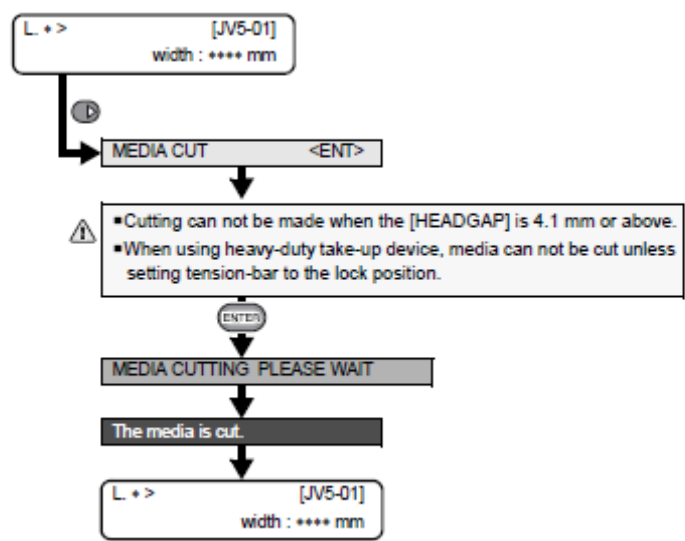 L. ♦ > [JV5-01]
width : ♦♦♦♦ mm
MEDIA CUT <ENT>
▪Cutting can not be made when the [HEADGAP] is 4.1 mm or above.
▪When using heavy-duty take-up device, media can not be cut unless
setting tension-bar to the lock position.
ENTER
MEDIA CUTTING PLEASE WAIT
The media is cut.
L. ♦ > [JV5-01]
width : ♦♦♦♦ mm